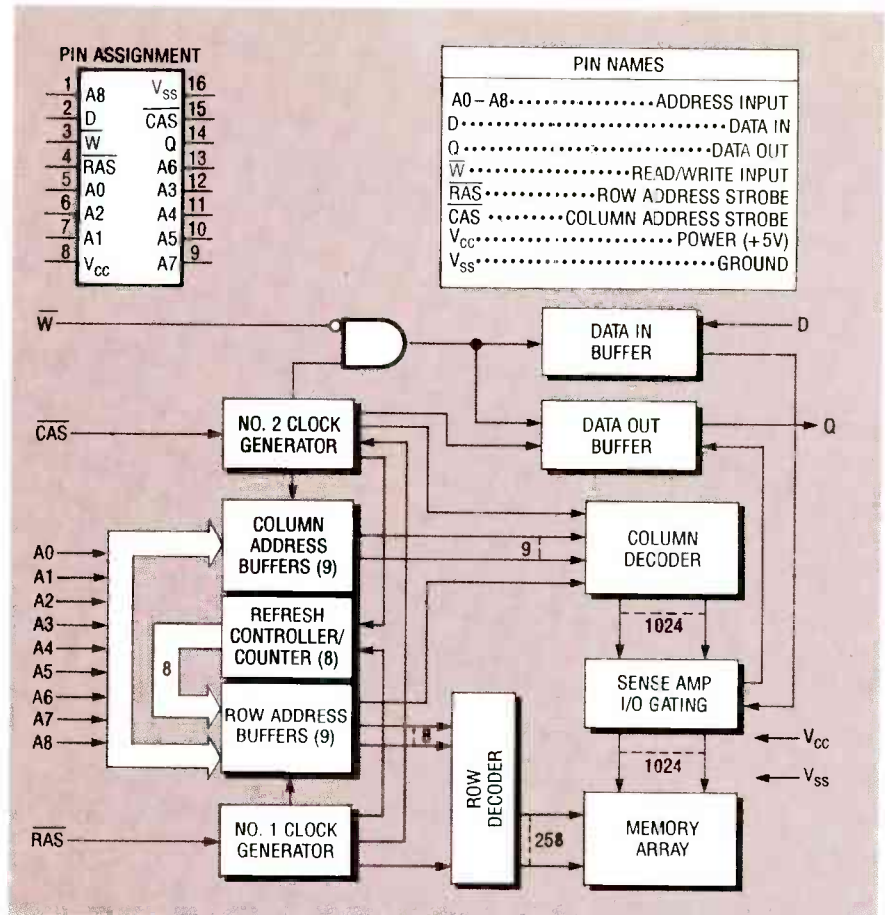 PIN ASSIGNMENT
1 A8 VSS 16
2 D CAS 15
3 W Q 14
4 RAS A6 13
5 A0 A3 12
6 A2 A4 11
7 A1 A5 10
8 VCC A7 9
PIN NAMES
A0–A8 ADDRESS INPUT
D DATA IN
Q DATA OUT
W READ/WRITE INPUT
RAS ROW ADDRESS STROBE
CAS COLUMN ADDRESS STROBE
VCC POWER (+5V)
VSS GROUND
W
DATA IN
BUFFER
D
CAS
NO. 2 CLOCK
GENERATOR
DATA OUT
BUFFER
Q
COLUMN
ADDRESS
BUFFERS (9)
9
COLUMN
DECODER
A0
A1
A2
A3
A4
A5
A6
A7
A8
8
REFRESH
CONTROLLER/
COUNTER (8)
1024
ROW ADDRESS
BUFFERS (9)
8
SENSE AMP
I/O GATING
VCC
VSS
1024
RAS
NO. 1 CLOCK
GENERATOR
ROW
DECODER
258
MEMORY
ARRAY